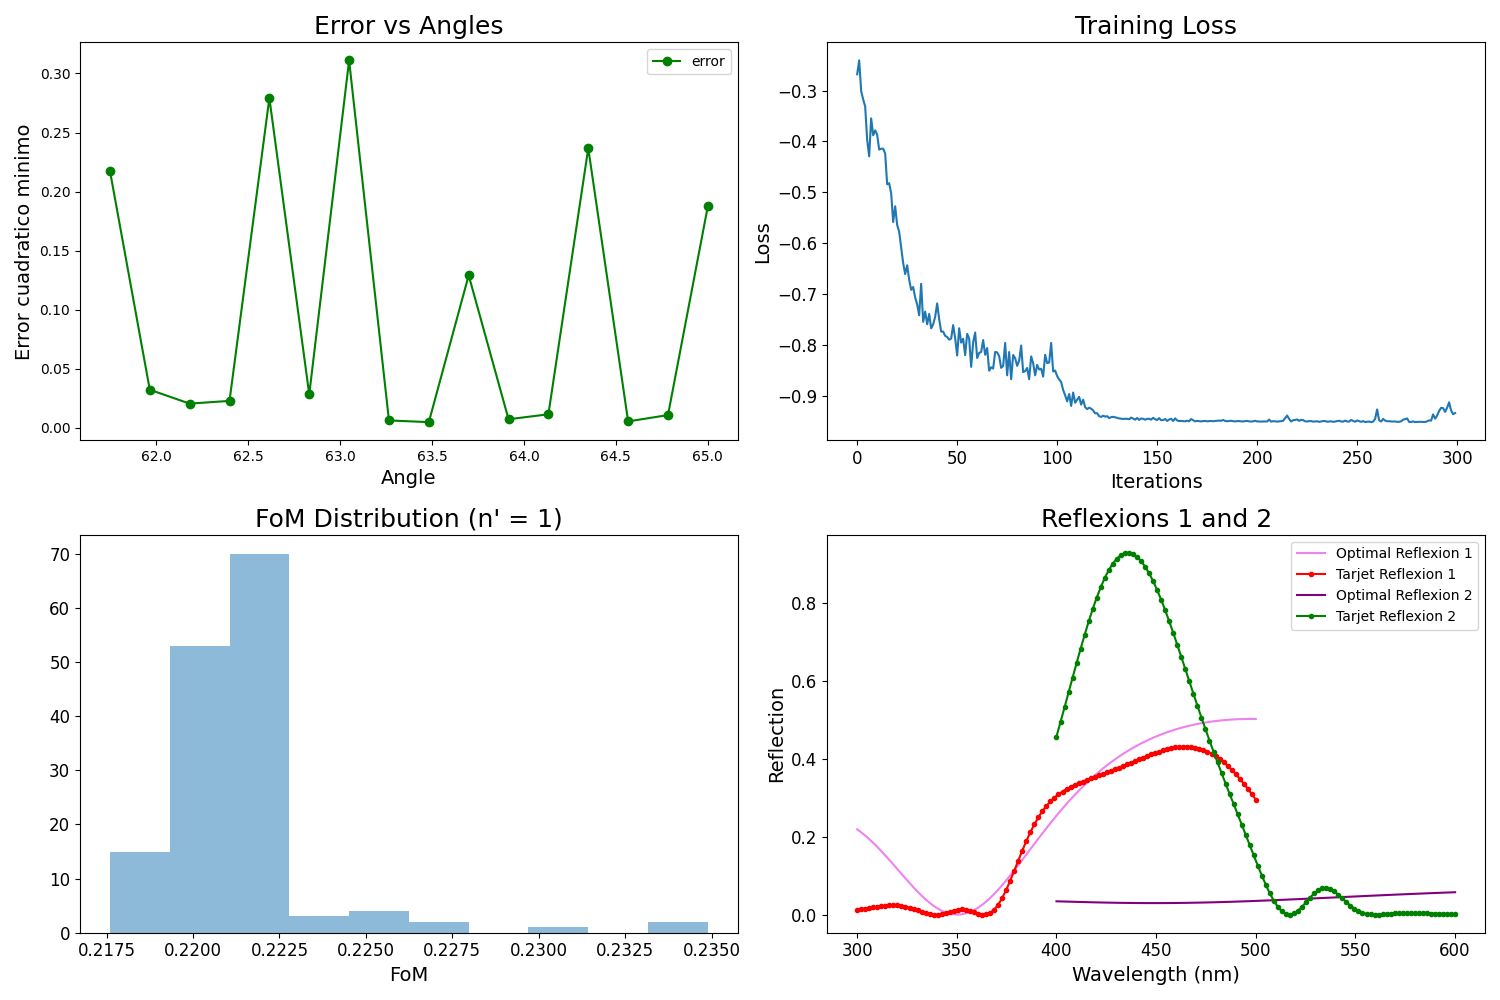 Error vs Angles
error
Error cuadratico minimo
0.30
0.25
0.20
0.15
0.10
0.05
0.00
62.0 62.5 63.0 63.5 64.0 64.5 65.0
Angle
Training Loss
Loss
−0.3
−0.4
−0.5
−0.6
−0.7
−0.8
−0.9
0 50 100 150 200 250 300
Iterations
FoM Distribution (n' = 1)
70
60
50
40
30
20
10
0
0.2175 0.2200 0.2225 0.2250 0.2275 0.2300 0.2325 0.2350
FoM
Reflexions 1 and 2
Optimal Reflexion 1
Tarjet Reflexion 1
Optimal Reflexion 2
Tarjet Reflexion 2
Reflection
0.8
0.6
0.4
0.2
0.0
300 350 400 450 500 550 600
Wavelength (nm)